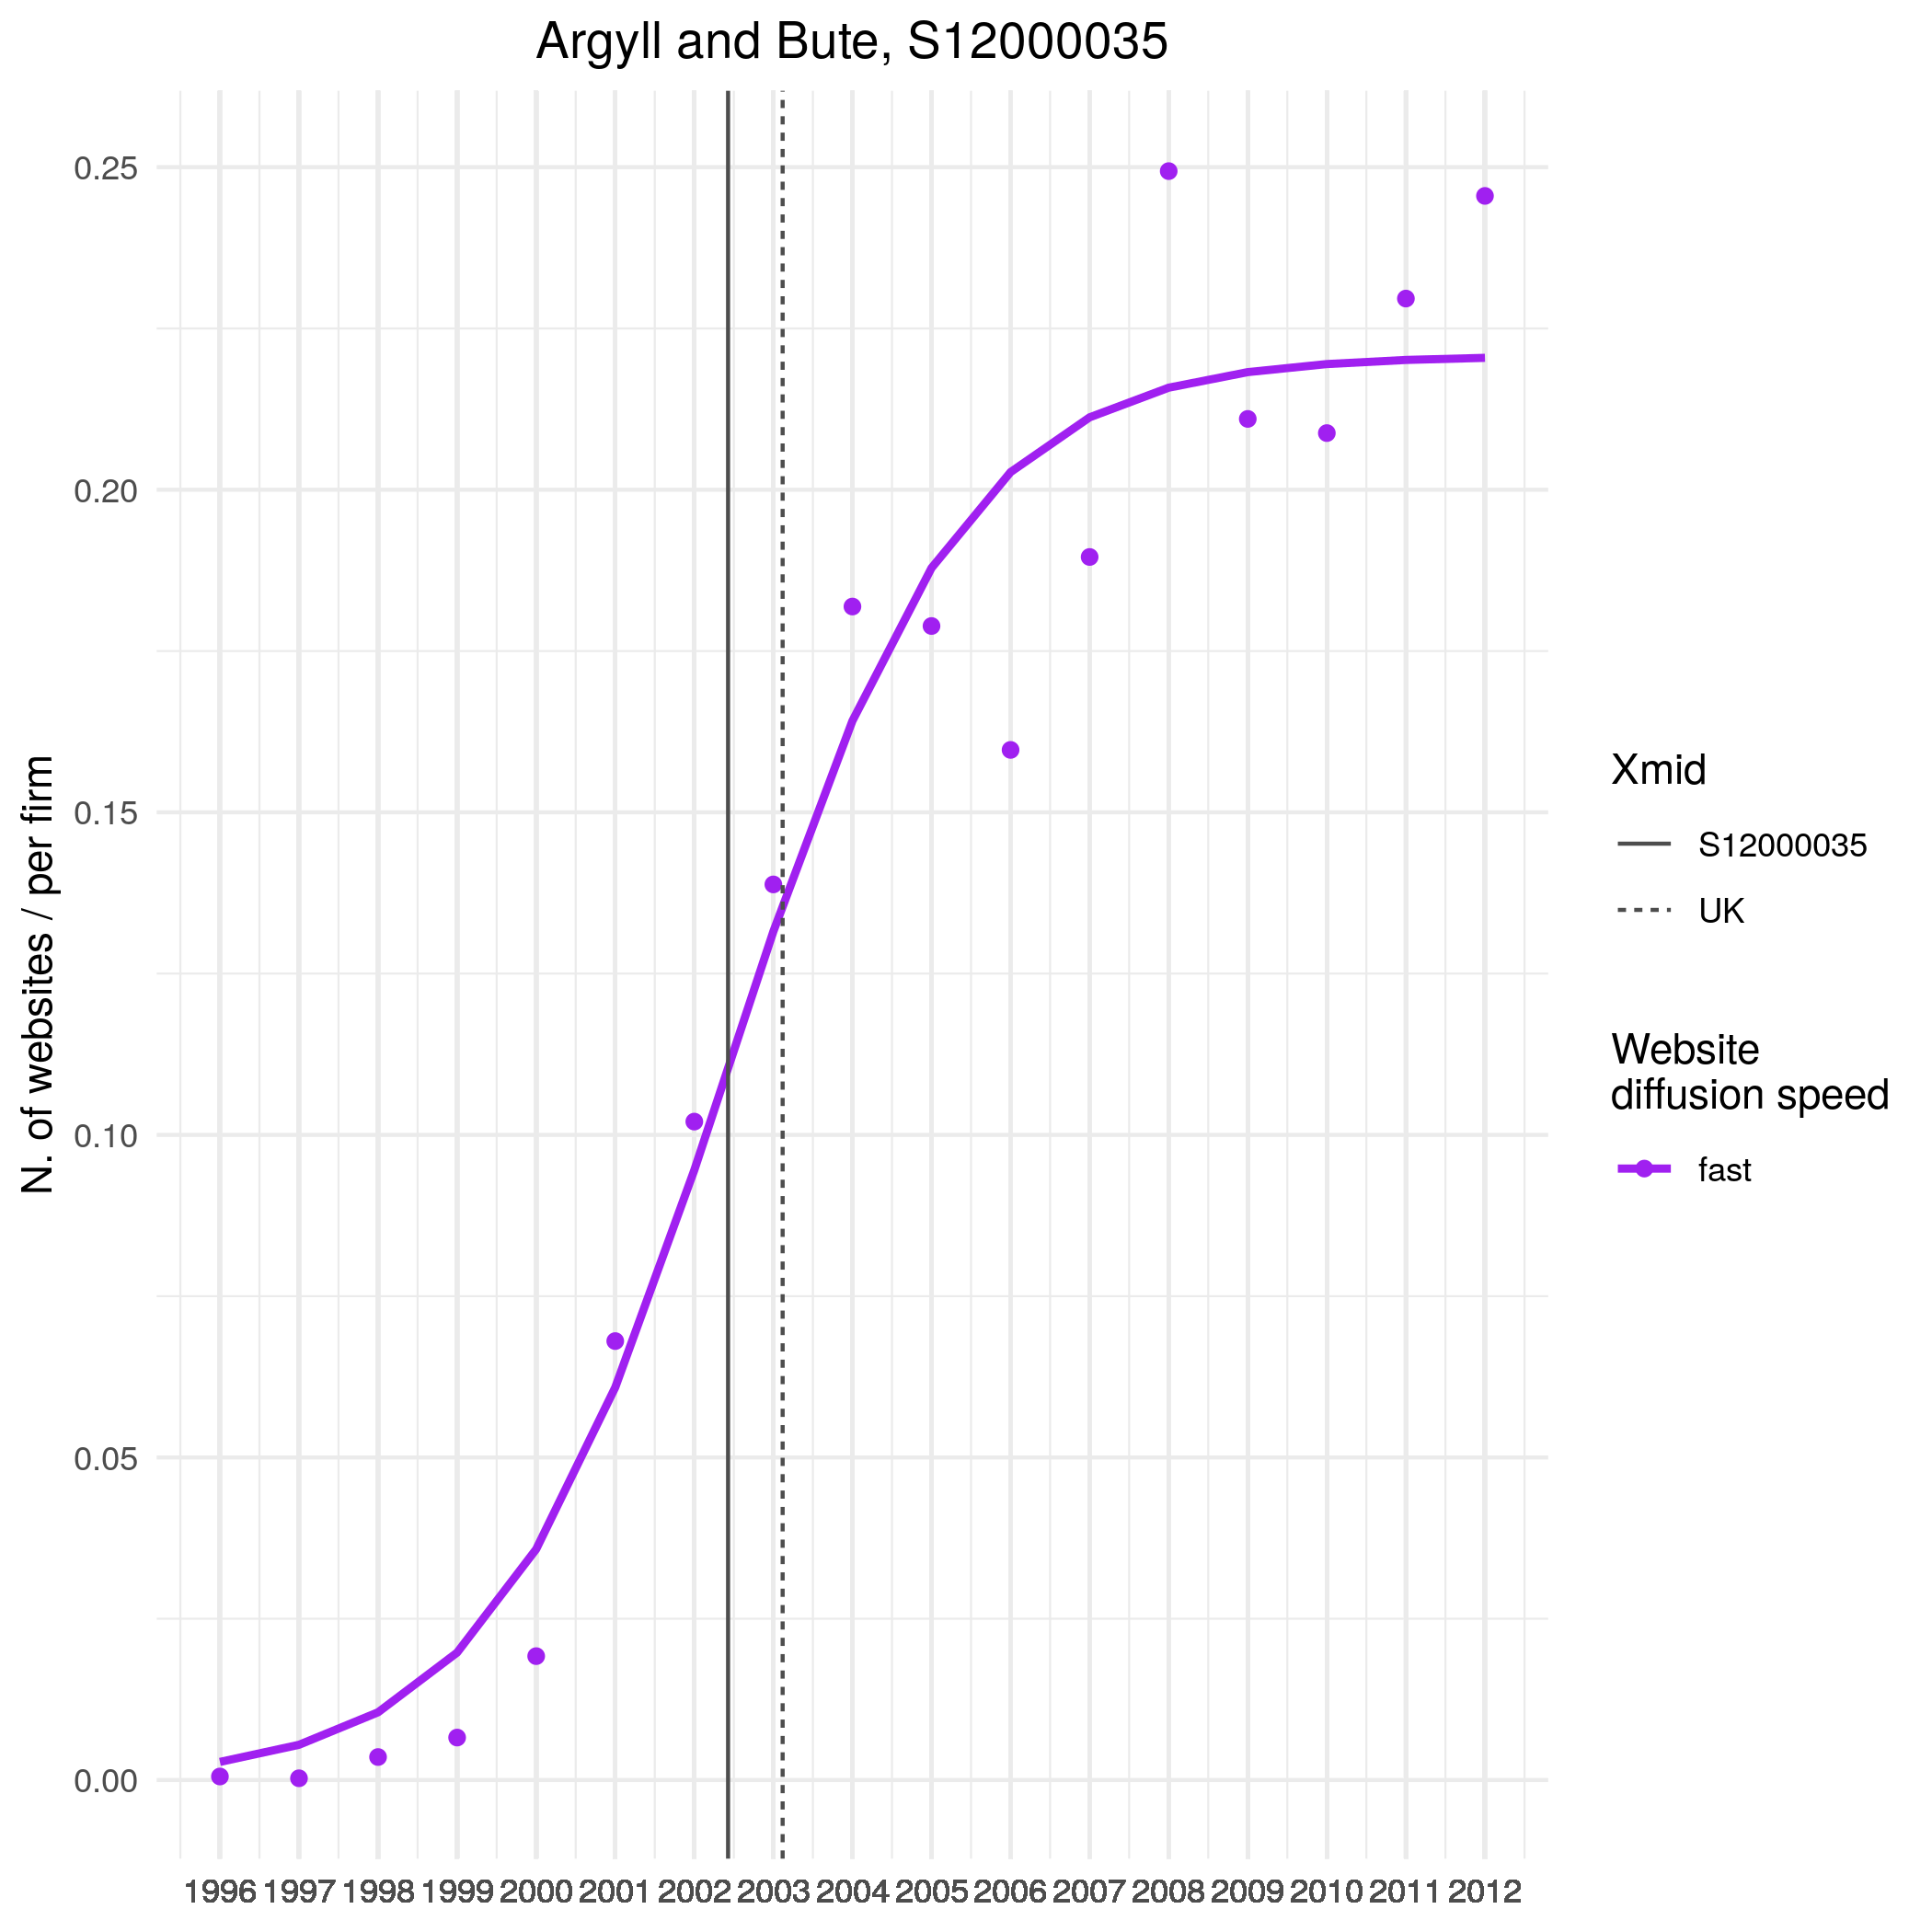 Argyll and Bute, S12000035
N. of websites / per firm
0.25
0.20
0.15
0.10
0.05
0.00
1996 1997 1998 1999 2000 2001 2002 2003 2004 2005 2006 2007 2008 2009 2010 2011 2012
Xmid
S12000035
UK
Website
diffusion speed
fast